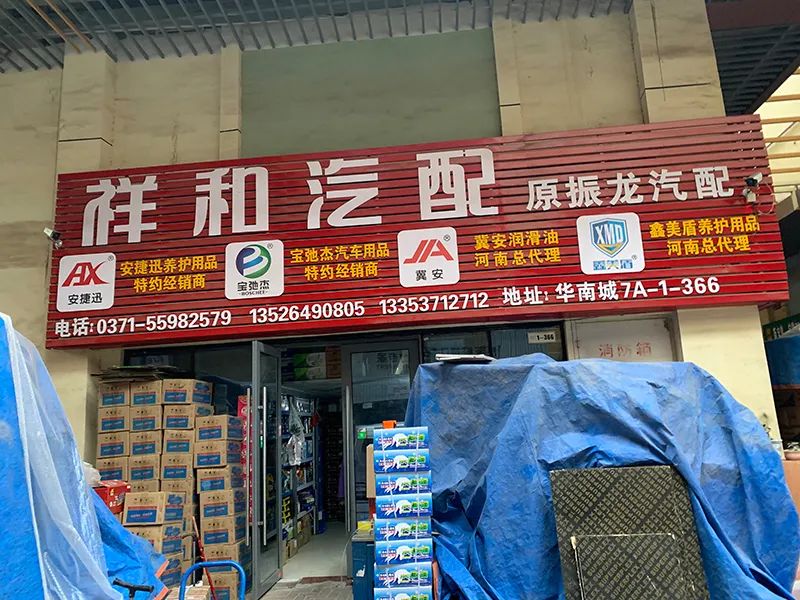 祥和汽配 原振龙汽配
AX®
安捷迅
安捷迅养护用品
特约经销商
®
宝弛杰
BOSCHEE
宝弛杰汽车用品
特约经销商
JA®
冀安
冀安润滑油
河南总代理
XMD
鑫美盾
鑫美盾养护用品
河南总代理
电话:0371-55982579 13526490805 13353712712 地址:华南城7A-1-366
1-366
消防箱